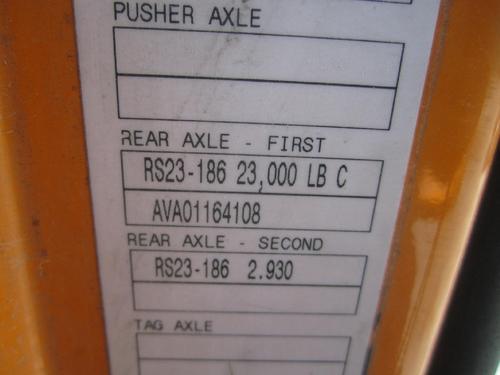 PUSHER AXLE
REAR AXLE - FIRST
RS23-186 23,000 LB C
AVA01164108
REAR AXLE - SECOND
RS23-186 2.930
TAG AXLE